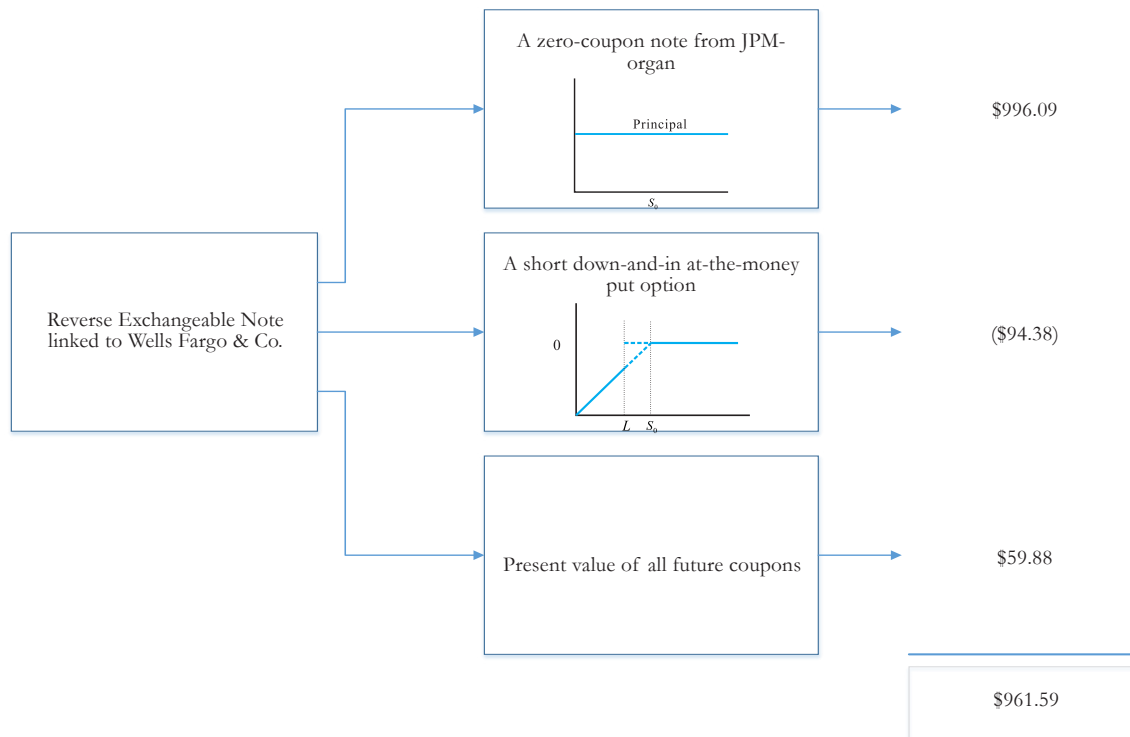 A zero-coupon note from JPM-
organ
Principal
S₀
$996.09
Reverse Exchangeable Note
linked to Wells Fargo & Co.
A short down-and-in at-the-money
put option
0
L S₀
($94.38)
Present value of all future coupons
$59.88
$961.59